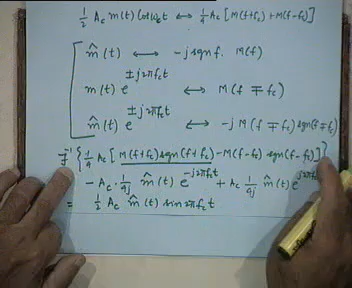 ½ A_c m(t) cos ω_c t ↔ ¼ A_c [M(f+f_c) + M(f-f_c)]
m̂(t) ↔ -j sgn f. M(f)
m(t) e^{±j2πf_c t} ↔ M(f ∓ f_c)
m̂(t) e^{±j2πf_c t} ↔ -j M(f ∓ f_c) sgn(f ∓ f_c)
F^{-1} {¼ A_c [M(f+f_c) sgn(f+f_c) - M(f-f_c) sgn(f-f_c)]}
- A_c · 1/4j m̂(t) e^{-j2πf_c t} + A_c 1/4j m̂(t) e^{j2πf_c t}
= ½ A_c m̂(t) sin 2πf_c t